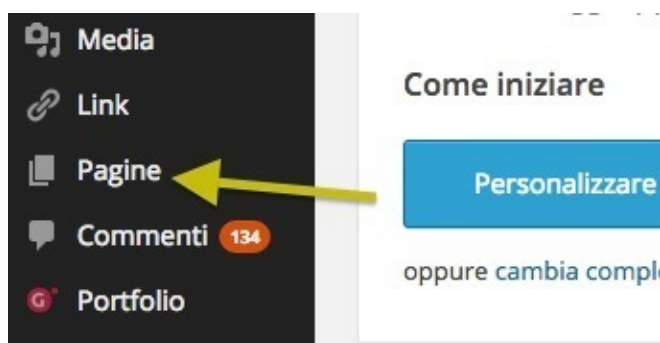 Media
Link
Pagine
Commenti 134
G Portfolio
Come iniziare
Personalizzare
oppure cambia